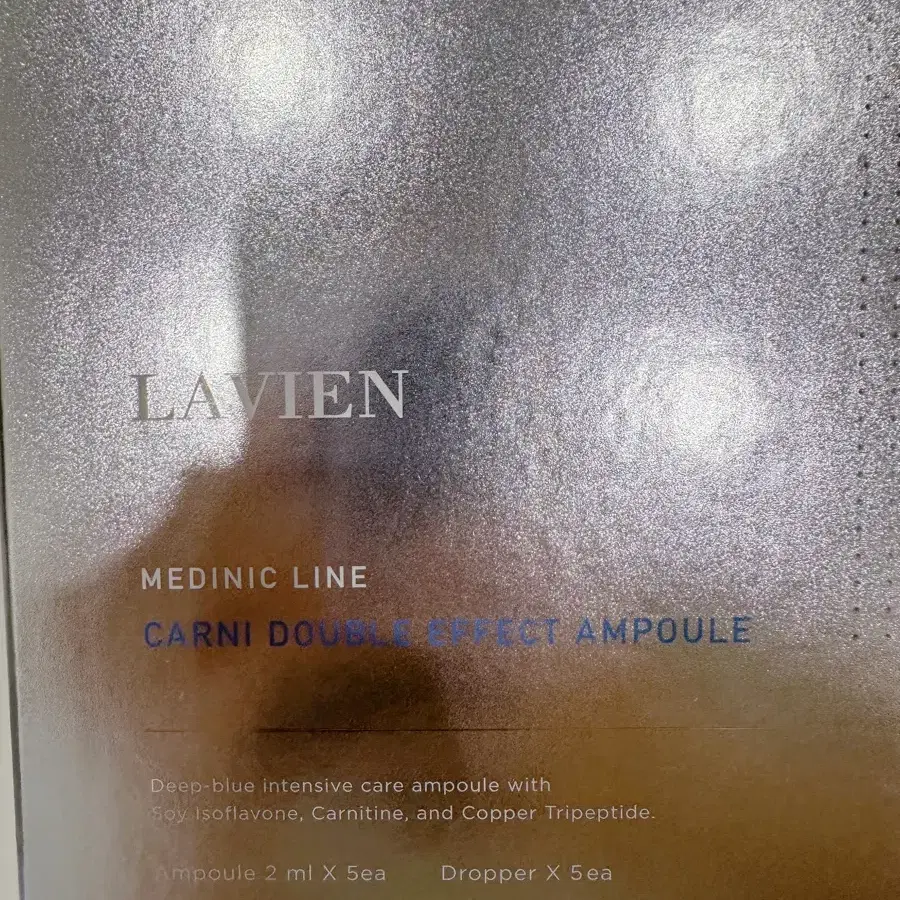 LAVIEN
MEDINIC LINE
CARNI DOUBLE EFFECT AMPOULE
Deep-blue intensive care ampoule with
Soy Isoflavone, Carnitine, and Copper Tripeptide.
Ampoule 2 ml X 5ea Dropper X 5ea